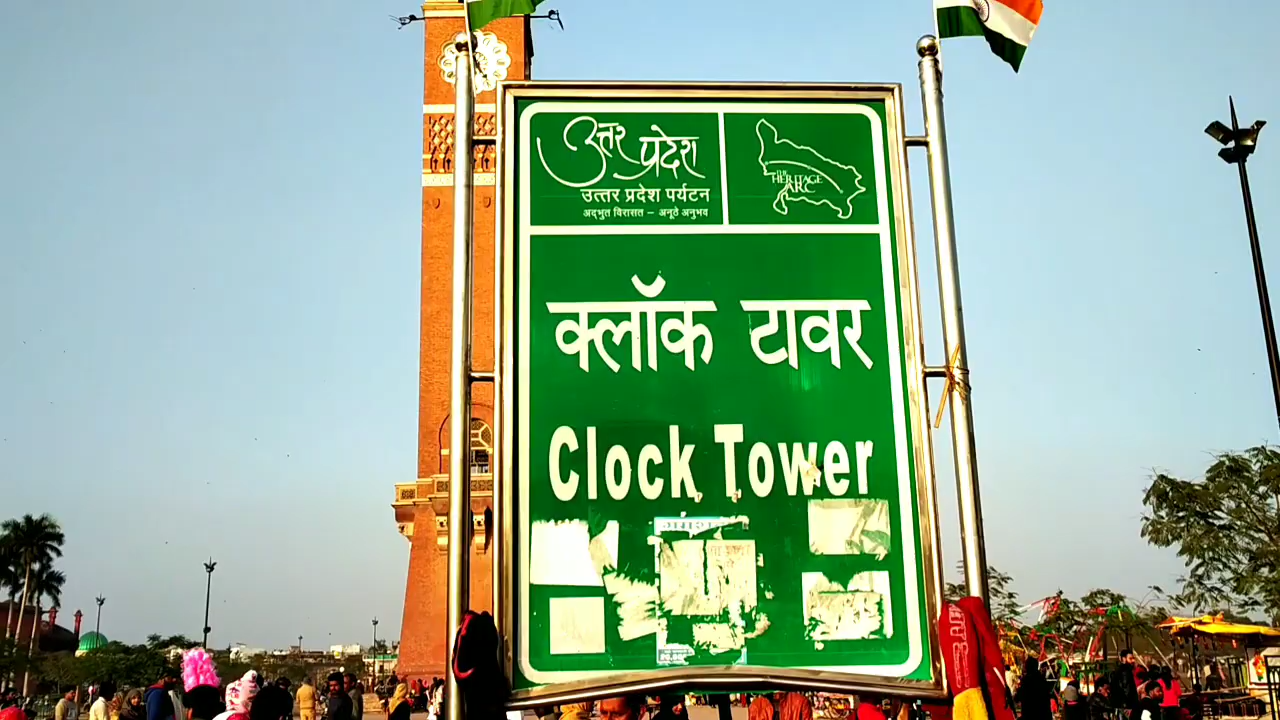 उत्तर प्रदेश
उत्तर प्रदेश पर्यटन
अद्भुत विरासत – अनूठे अनुभव
THE
HERITAGE
ARC
क्लॉक टावर
Clock Tower